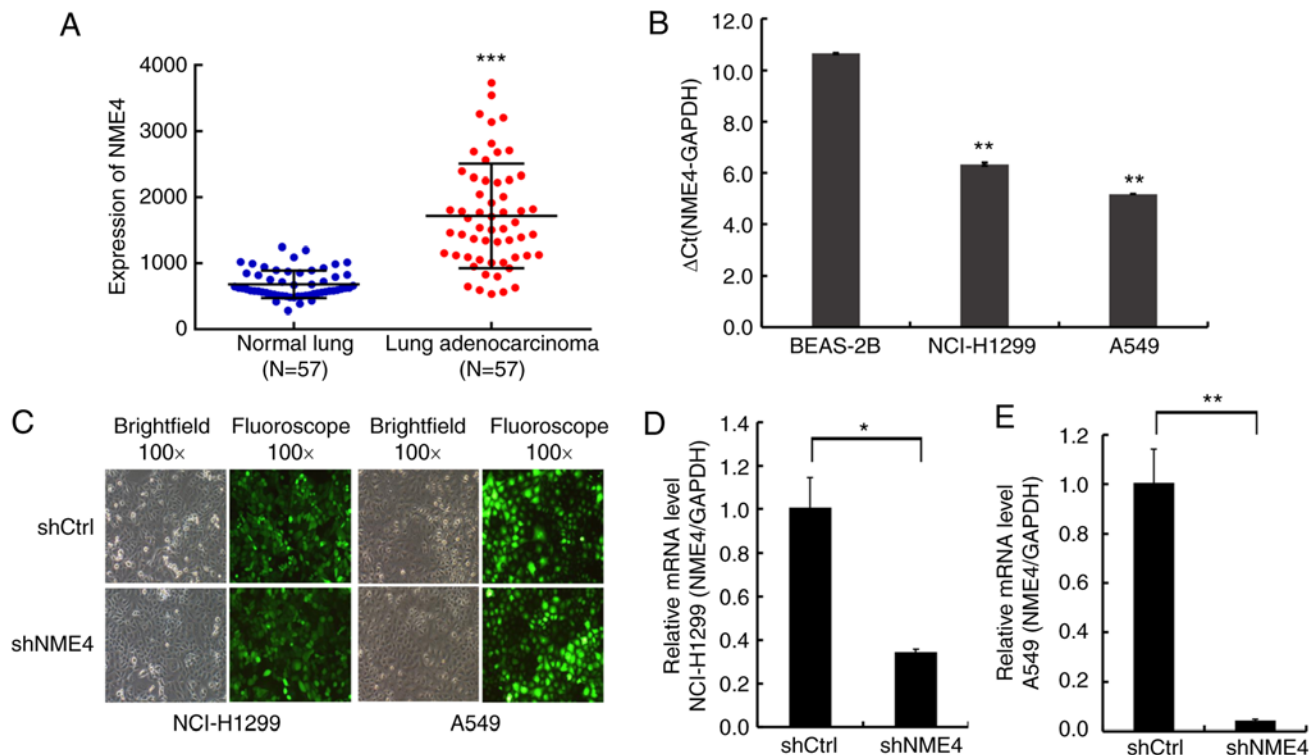 A
Expression of NME4
4000
3000
2000
1000
0
***
Normal lung
(N=57)
Lung adenocarcinoma
(N=57)
B
ΔCt(NME4-GAPDH)
12.0
10.0
8.0
6.0
4.0
2.0
0.0
**
**
BEAS-2B
NCI-H1299
A549
C
Brightfield
100×
Fluoroscope
100×
Brightfield
100×
Fluoroscope
100×
shCtrl
shNME4
NCI-H1299
A549
D
Relative mRNA level
NCI-H1299 (NME4/GAPDH)
1.4
1.2
1.0
0.8
0.6
0.4
0.2
0.0
*
shCtrl
shNME4
E
Relative mRNA level
A549 (NME4/GAPDH)
1.2
1.0
0.8
0.6
0.4
0.2
0.0
**
shCtrl
shNME4